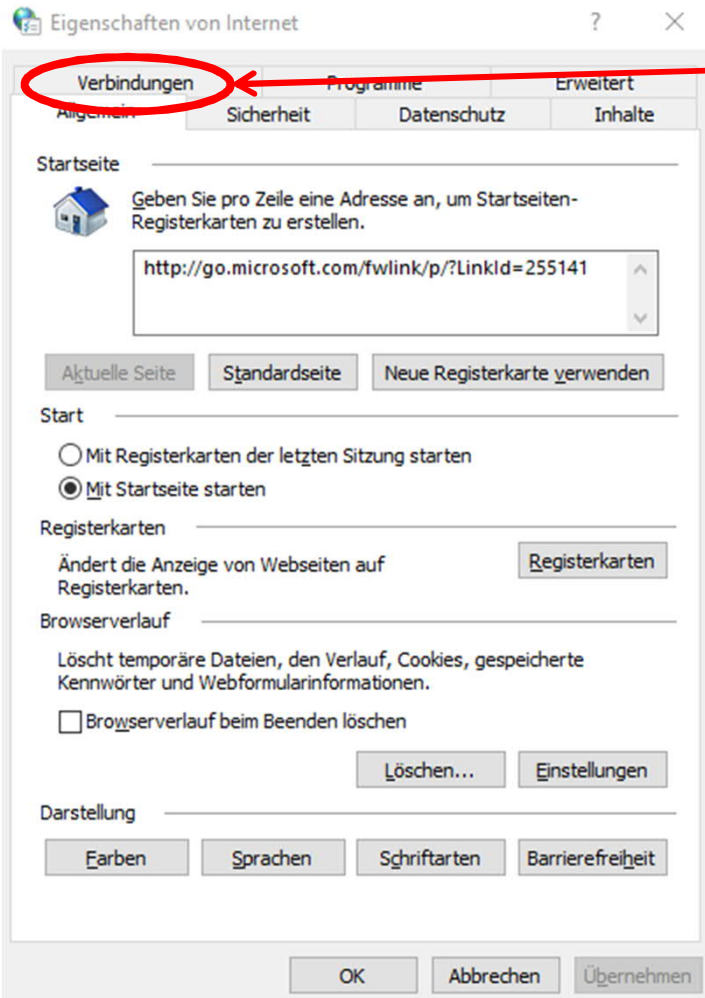 Eigenschaften von Internet ?
Verbindungen Programme Erweitert
Allgemein Sicherheit Datenschutz Inhalte
Startseite
Geben Sie pro Zeile eine Adresse an, um Startseiten-
Registerkarten zu erstellen.
http://go.microsoft.com/fwlink/p/?LinkId=255141
Aktuelle Seite Standardseite Neue Registerkarte verwenden
Start
Mit Registerkarten der letzten Sitzung starten
Mit Startseite starten
Registerkarten
Ändert die Anzeige von Webseiten auf Registerkarten
Registerkarten.
Browserverlauf
Löscht temporäre Dateien, den Verlauf, Cookies, gespeicherte
Kennwörter und Webformularinformationen.
Browserverlauf beim Beenden löschen
Löschen... Einstellungen
Darstellung
Farben Sprachen Schriftarten Barrierefreiheit
OK Abbrechen Übernehmen